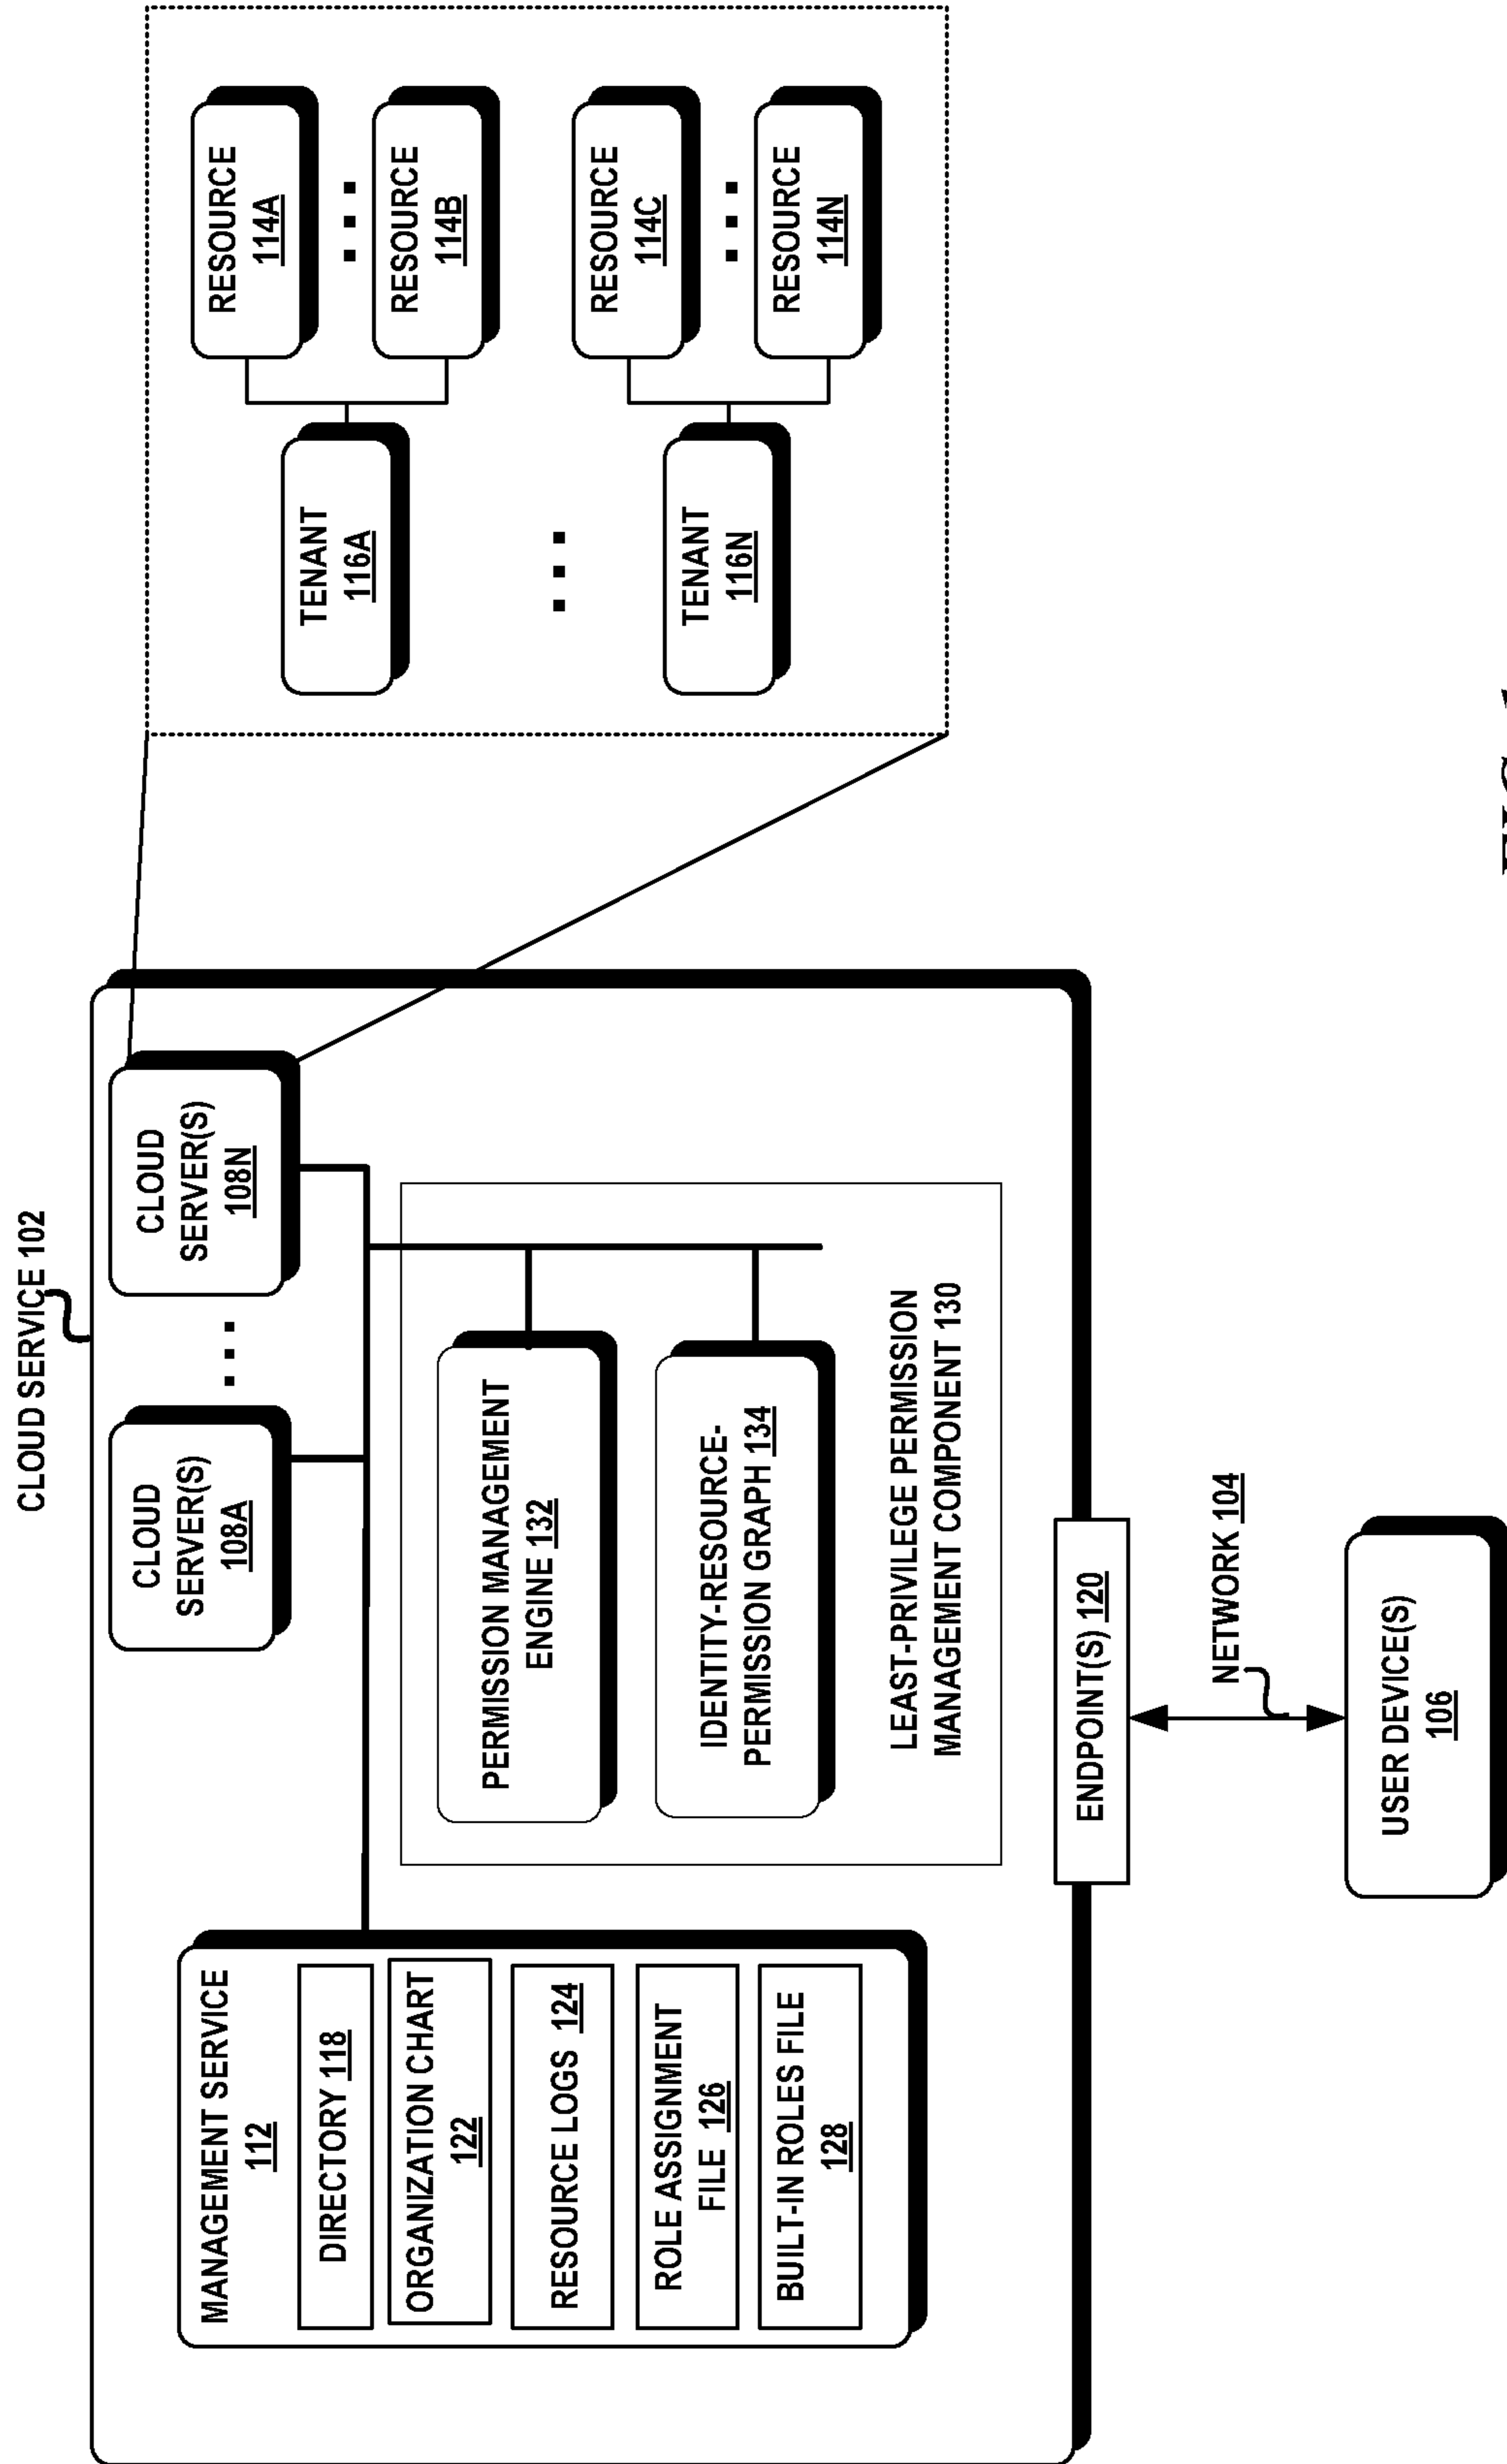 CLOUD SERVICE 102
MANAGEMENT SERVICE
112
DIRECTORY 118
ORGANIZATION CHART
122
RESOURCE LOGS 124
ROLE ASSIGNMENT
FILE 126
BUILT-IN ROLES FILE
128
CLOUD
SERVER(S)
108A
CLOUD
SERVER(S)
108N
PERMISSION MANAGEMENT
ENGINE 132
IDENTITY-RESOURCE-
PERMISSION GRAPH 134
LEAST-PRIVILEGE PERMISSION
MANAGEMENT COMPONENT 130
ENDPOINT(S) 120
NETWORK 104
USER DEVICE(S)
106
TENANT
116A
TENANT
116N
RESOURCE
114A
RESOURCE
114B
RESOURCE
114C
RESOURCE
114N